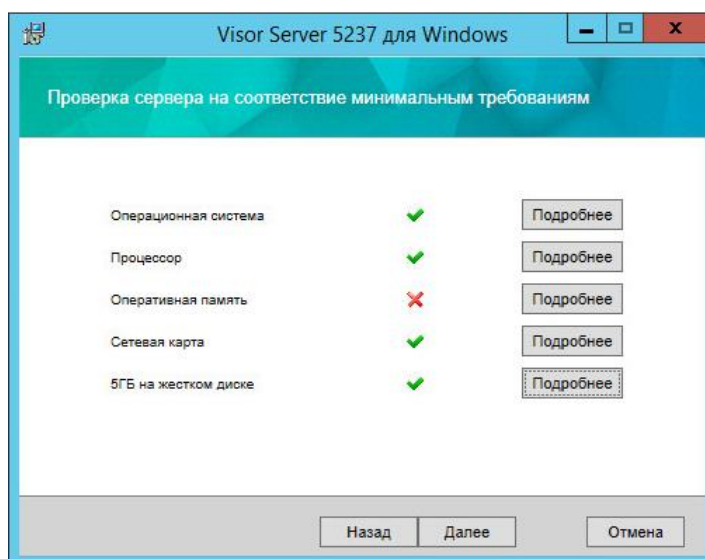 Visor Server 5237 для Windows
Проверка сервера на соответствие минимальным требованиям
Операционная система Подробнее
Процессор Подробнее
Оперативная память Подробнее
Сетевая карта Подробнее
5ГБ на жестком диске Подробнее
Назад Далее Отмена